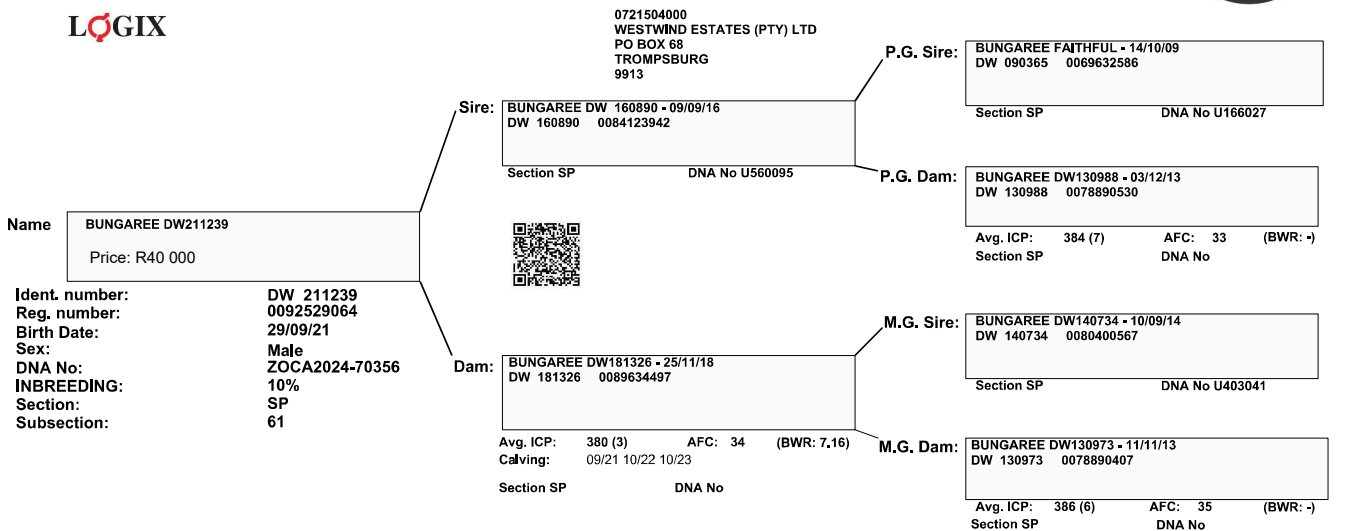 LOGIX
0721504000
WESTWIND ESTATES (PTY) LTD
PO BOX 68
TROMPSBURG
9913
Name
BUNGAREE DW211239
Price: R40 000
Ident. number: DW 211239
Reg. number: 0092529064
Birth Date: 29/09/21
Sex: Male
DNA No: ZOCA2024-70356
INBREEDING: 10%
Section: SP
Subsection: 61
Sire:
BUNGAREE DW 160890 - 09/09/16
DW 160890 0084123942
Section SP DNA No U560095
Dam:
BUNGAREE DW181326 - 25/11/18
DW 181326 0089634497
Avg. ICP: 380 (3) AFC: 34 (BWR: 7.16)
Calving: 09/21 10/22 10/23
Section SP DNA No
P.G. Sire:
BUNGAREE FAITHFUL - 14/10/09
DW 090365 0069632586
Section SP DNA No U166027
P.G. Dam:
BUNGAREE DW130988 - 03/12/13
DW 130988 0078890530
Avg. ICP: 384 (7) AFC: 33 (BWR: -)
Section SP DNA No
M.G. Sire:
BUNGAREE DW140734 - 10/09/14
DW 140734 0080400567
Section SP DNA No U403041
M.G. Dam:
BUNGAREE DW130973 - 11/11/13
DW 130973 0078890407
Avg. ICP: 386 (6) AFC: 35 (BWR: -)
Section SP DNA No